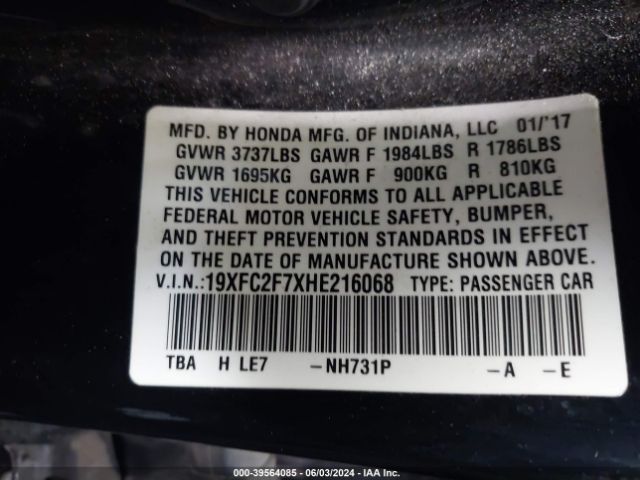 MFD. BY HONDA MFG. OF INDIANA, LLC 01/'17
GVWR 3737LBS GAWR F 1984LBS R 1786LBS
GVWR 1695KG GAWR F 900KG R 810KG
THIS VEHICLE CONFORMS TO ALL APPLICABLE
FEDERAL MOTOR VEHICLE SAFETY, BUMPER,
AND THEFT PREVENTION STANDARDS IN EFFECT
ON THE DATE OF MANUFACTURE SHOWN ABOVE.
V.I.N.:19XFC2F7XHE216068 TYPE: PASSENGER CAR
TBA H LE7 -NH731P -A -E
000-39564085 - 06/03/2024 - IAA Inc.